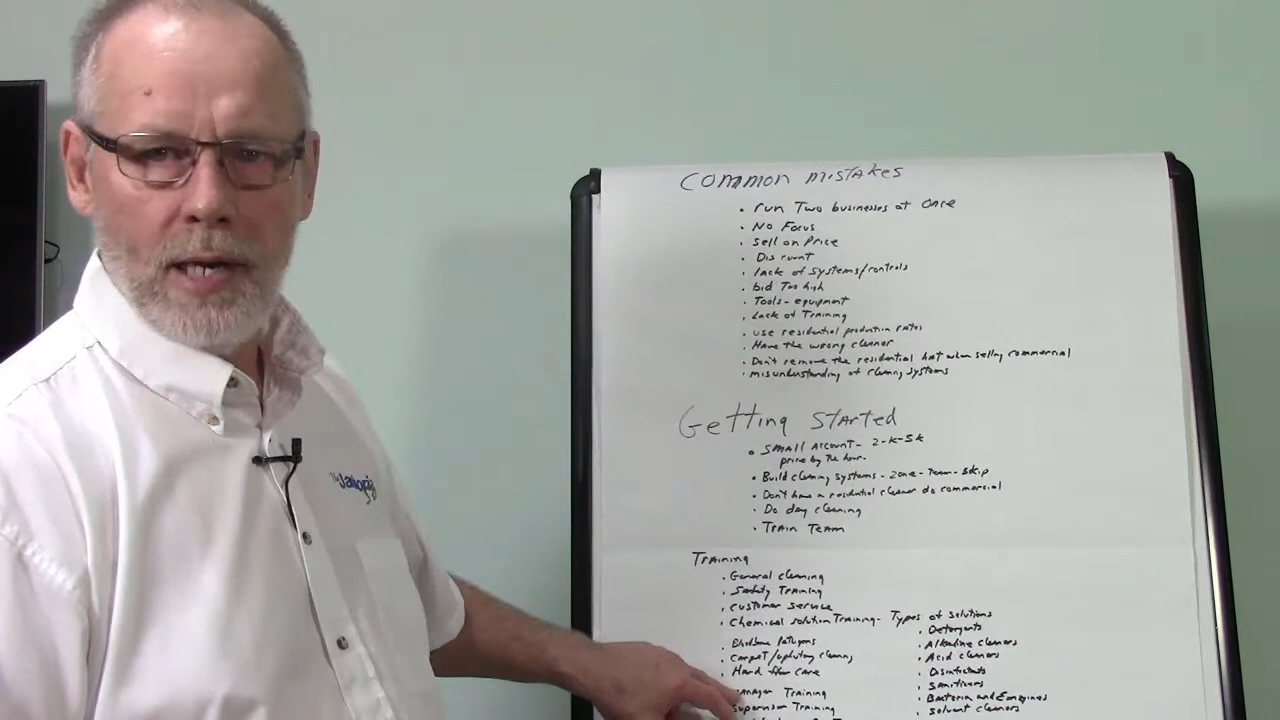 Common mistakes
• run Two businesses at once
• No Focus
• Sell on Price
• Discount
• lack of systems/controls
• bid Too high
• Tools- equipment
• Lack of Training
• use residential production rates
• Have the wrong cleaner
• Don't remove the residential hat when selling commercial
• misunderstanding of cleaning systems
Getting Started
• Small Account- 2-K-5K
price by the hour.
• Build cleaning systems - zone - Team - skip
• Don't have a residential cleaner do commercial
• Do day cleaning
• Train Team
Training
• General cleaning
• Safety Training
• customer service
• Chemical solution Training- Types of solutions
• Detergents
• Alkaline cleaners
• Acid cleaners
• Disinfectants
• Sanitizers
• Bacteria and Enzymes
• Solvent cleaners
• Carpet/ cleaning
• Hard floor care
Training
Supervisor Training